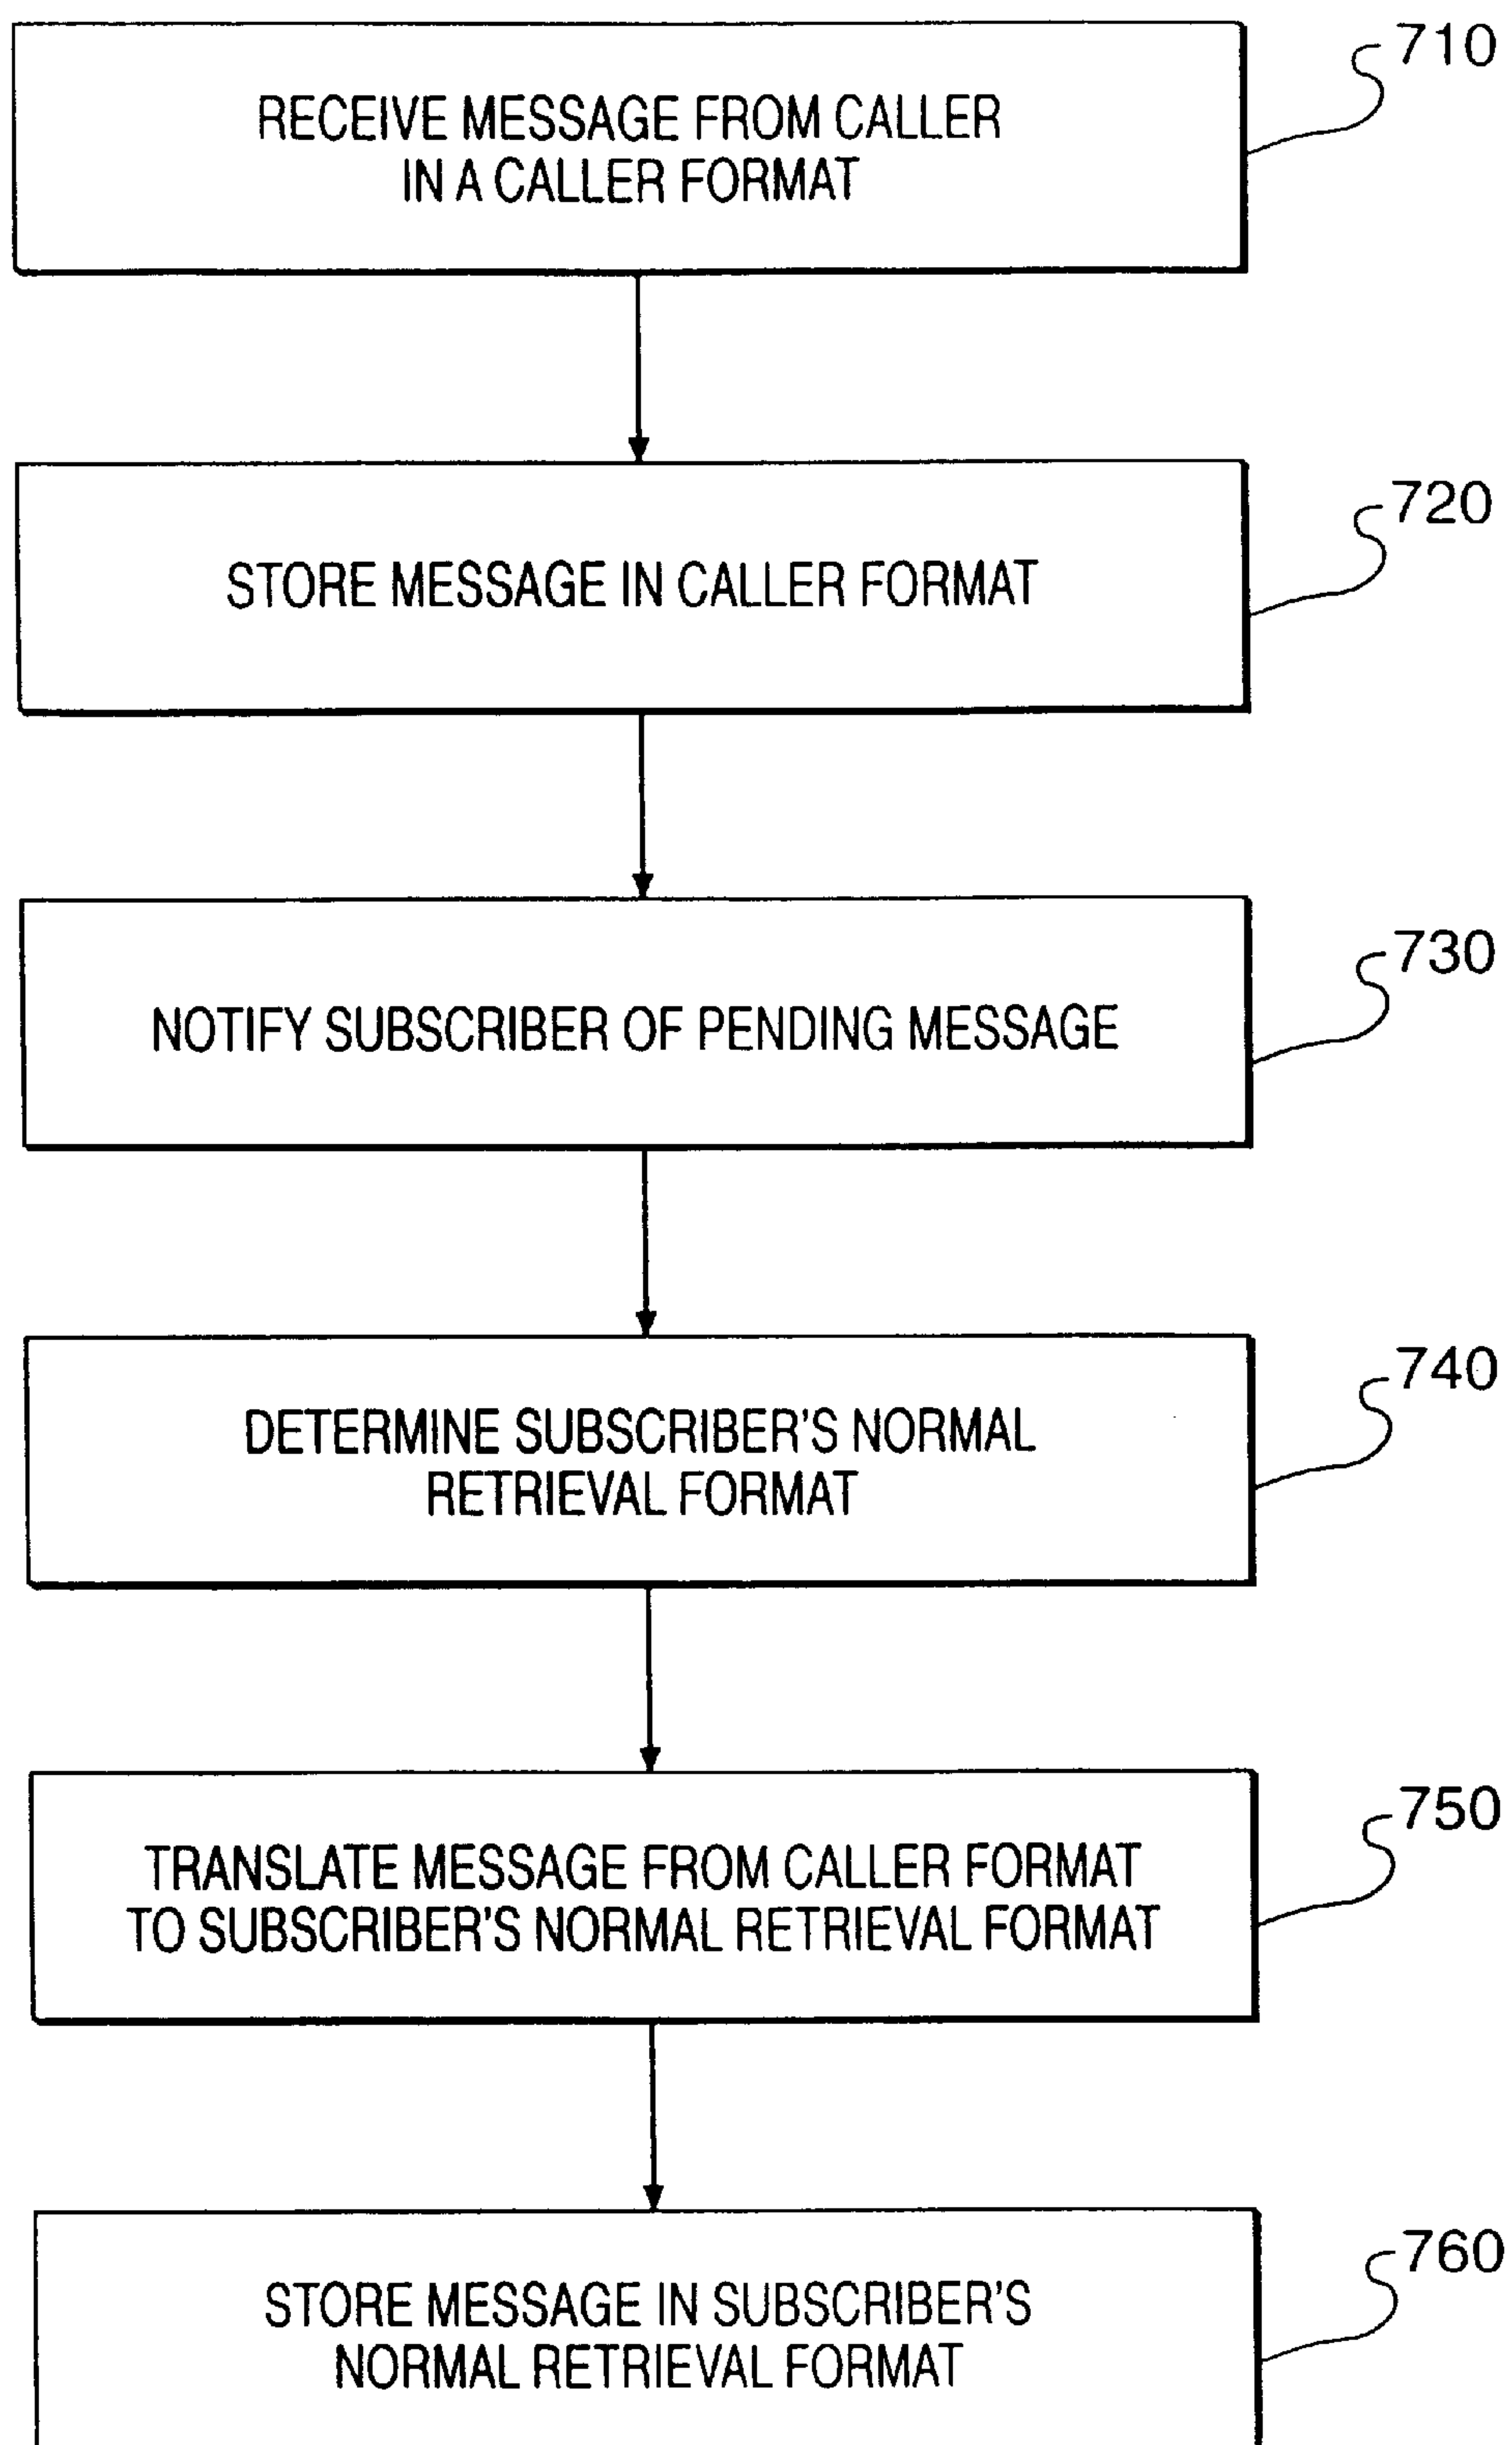 710
RECEIVE MESSAGE FROM CALLER
IN A CALLER FORMAT
720
STORE MESSAGE IN CALLER FORMAT
730
NOTIFY SUBSCRIBER OF PENDING MESSAGE
740
DETERMINE SUBSCRIBER'S NORMAL
RETRIEVAL FORMAT
750
TRANSLATE MESSAGE FROM CALLER FORMAT
TO SUBSCRIBER'S NORMAL RETRIEVAL FORMAT
760
STORE MESSAGE IN SUBSCRIBER'S
NORMAL RETRIEVAL FORMAT